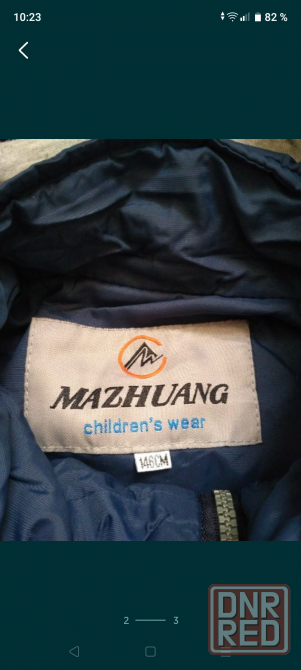 10:23
82 %
MAZHUANG
children's wear
146CM
2
3
DNR
RED